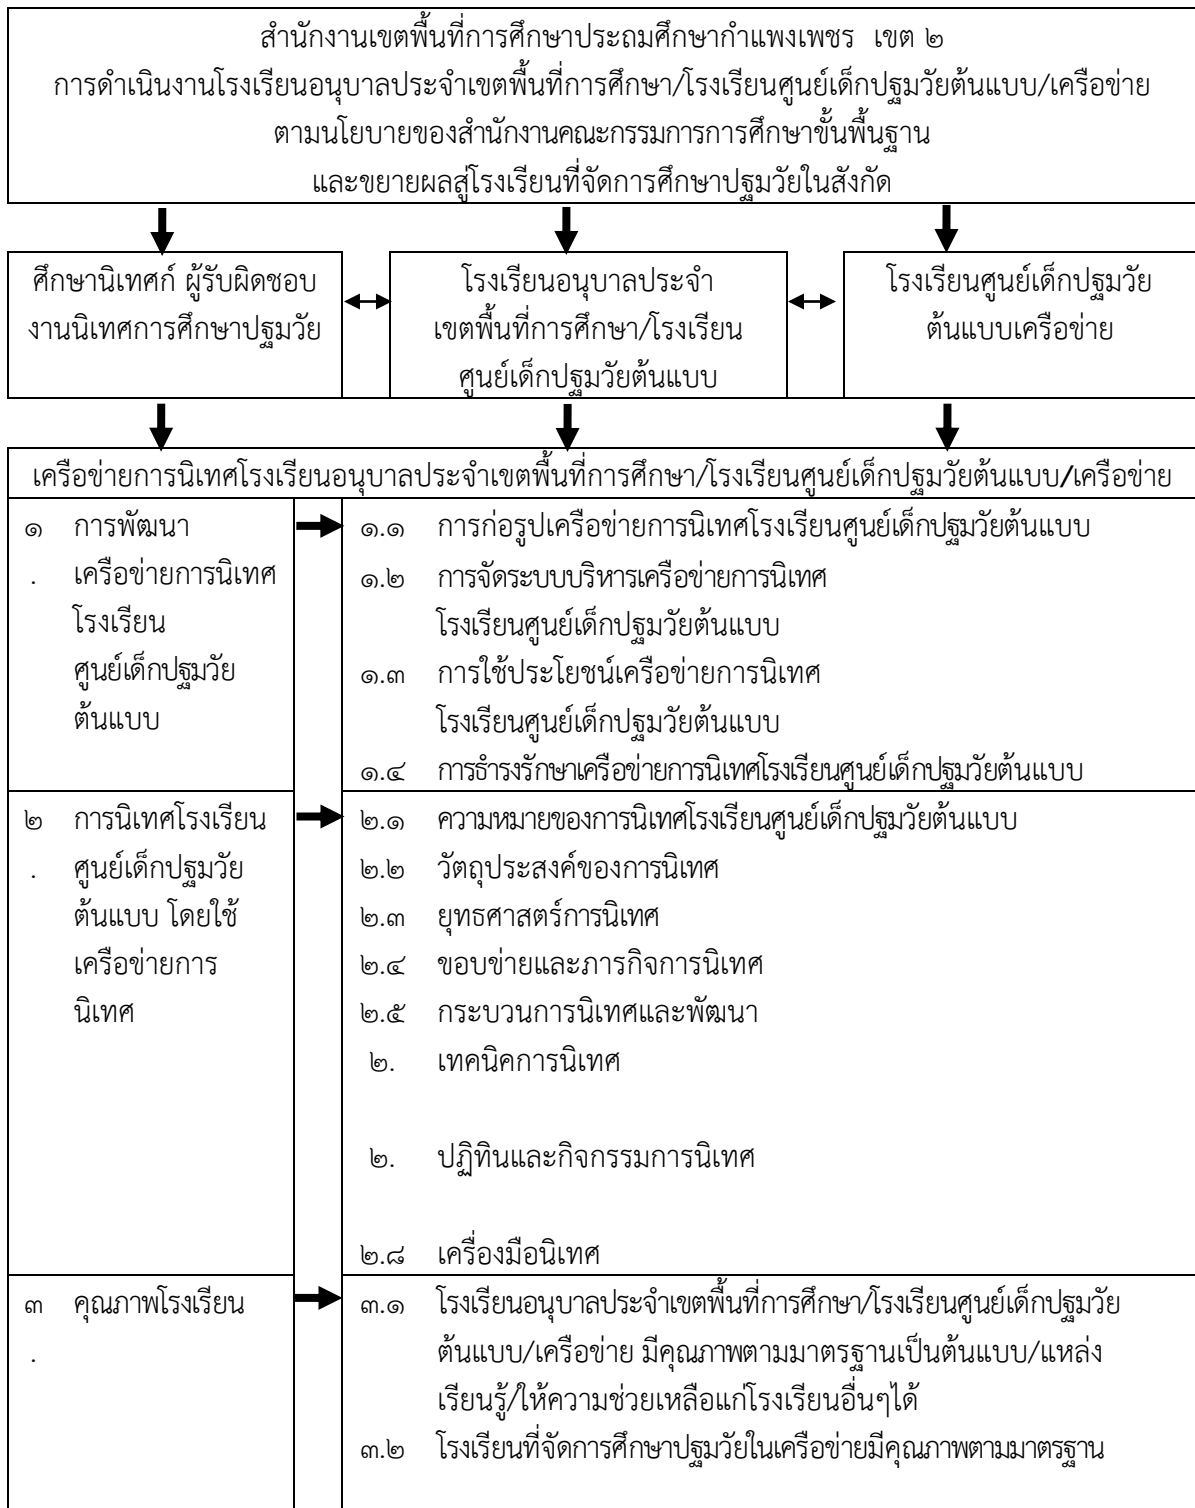 สำนักงานเขตพื้นที่การศึกษาประถมศึกษากำแพงเพชร เขต ๒
การดำเนินงานโรงเรียนอนุบาลประจำเขตพื้นที่การศึกษา/โรงเรียนศูนย์เด็กปฐมวัยต้นแบบ/เครือข่าย
ตามนโยบายของสำนักงานคณะกรรมการการศึกษาขั้นพื้นฐาน
และขยายผลสู่โรงเรียนที่จัดการศึกษาปฐมวัยในสังกัด
ศึกษานิเทศก์ ผู้รับผิดชอบ
งานนิเทศการศึกษาปฐมวัย
โรงเรียนอนุบาลประจำ
เขตพื้นที่การศึกษา/โรงเรียน
ศูนย์เด็กปฐมวัยต้นแบบ
โรงเรียนศูนย์เด็กปฐมวัย
ต้นแบบเครือข่าย
เครือข่ายการนิเทศโรงเรียนอนุบาลประจำเขตพื้นที่การศึกษา/โรงเรียนศูนย์เด็กปฐมวัยต้นแบบ/เครือข่าย
๑ การพัฒนา
. เครือข่ายการนิเทศ
โรงเรียน
ศูนย์เด็กปฐมวัย
ต้นแบบ
๑.๑ การก่อรูปเครือข่ายการนิเทศโรงเรียนศูนย์เด็กปฐมวัยต้นแบบ
๑.๒ การจัดระบบบริหารเครือข่ายการนิเทศ
โรงเรียนศูนย์เด็กปฐมวัยต้นแบบ
๑.๓ การใช้ประโยชน์เครือข่ายการนิเทศ
โรงเรียนศูนย์เด็กปฐมวัยต้นแบบ
๑.๔ การธำรงรักษาเครือข่ายการนิเทศโรงเรียนศูนย์เด็กปฐมวัยต้นแบบ
๒ การนิเทศโรงเรียน
. ศูนย์เด็กปฐมวัย
ต้นแบบ โดยใช้
เครือข่ายการ
นิเทศ
๒.๑ ความหมายของการนิเทศโรงเรียนศูนย์เด็กปฐมวัยต้นแบบ
๒.๒ วัตถุประสงค์ของการนิเทศ
๒.๓ ยุทธศาสตร์การนิเทศ
๒.๔ ขอบข่ายและภารกิจการนิเทศ
๒.๕ กระบวนการนิเทศและพัฒนา
๒. เทคนิคการนิเทศ
๒. ปฏิทินและกิจกรรมการนิเทศ
๒.๘ เครื่องมือนิเทศ
๓ คุณภาพโรงเรียน
.
๓.๑ โรงเรียนอนุบาลประจำเขตพื้นที่การศึกษา/โรงเรียนศูนย์เด็กปฐมวัย
ต้นแบบ/เครือข่าย มีคุณภาพตามมาตรฐานเป็นต้นแบบ/แหล่ง
เรียนรู้/ให้ความช่วยเหลือแก่โรงเรียนอื่นๆได้
๓.๒ โรงเรียนที่จัดการศึกษาปฐมวัยในเครือข่ายมีคุณภาพตามมาตรฐาน